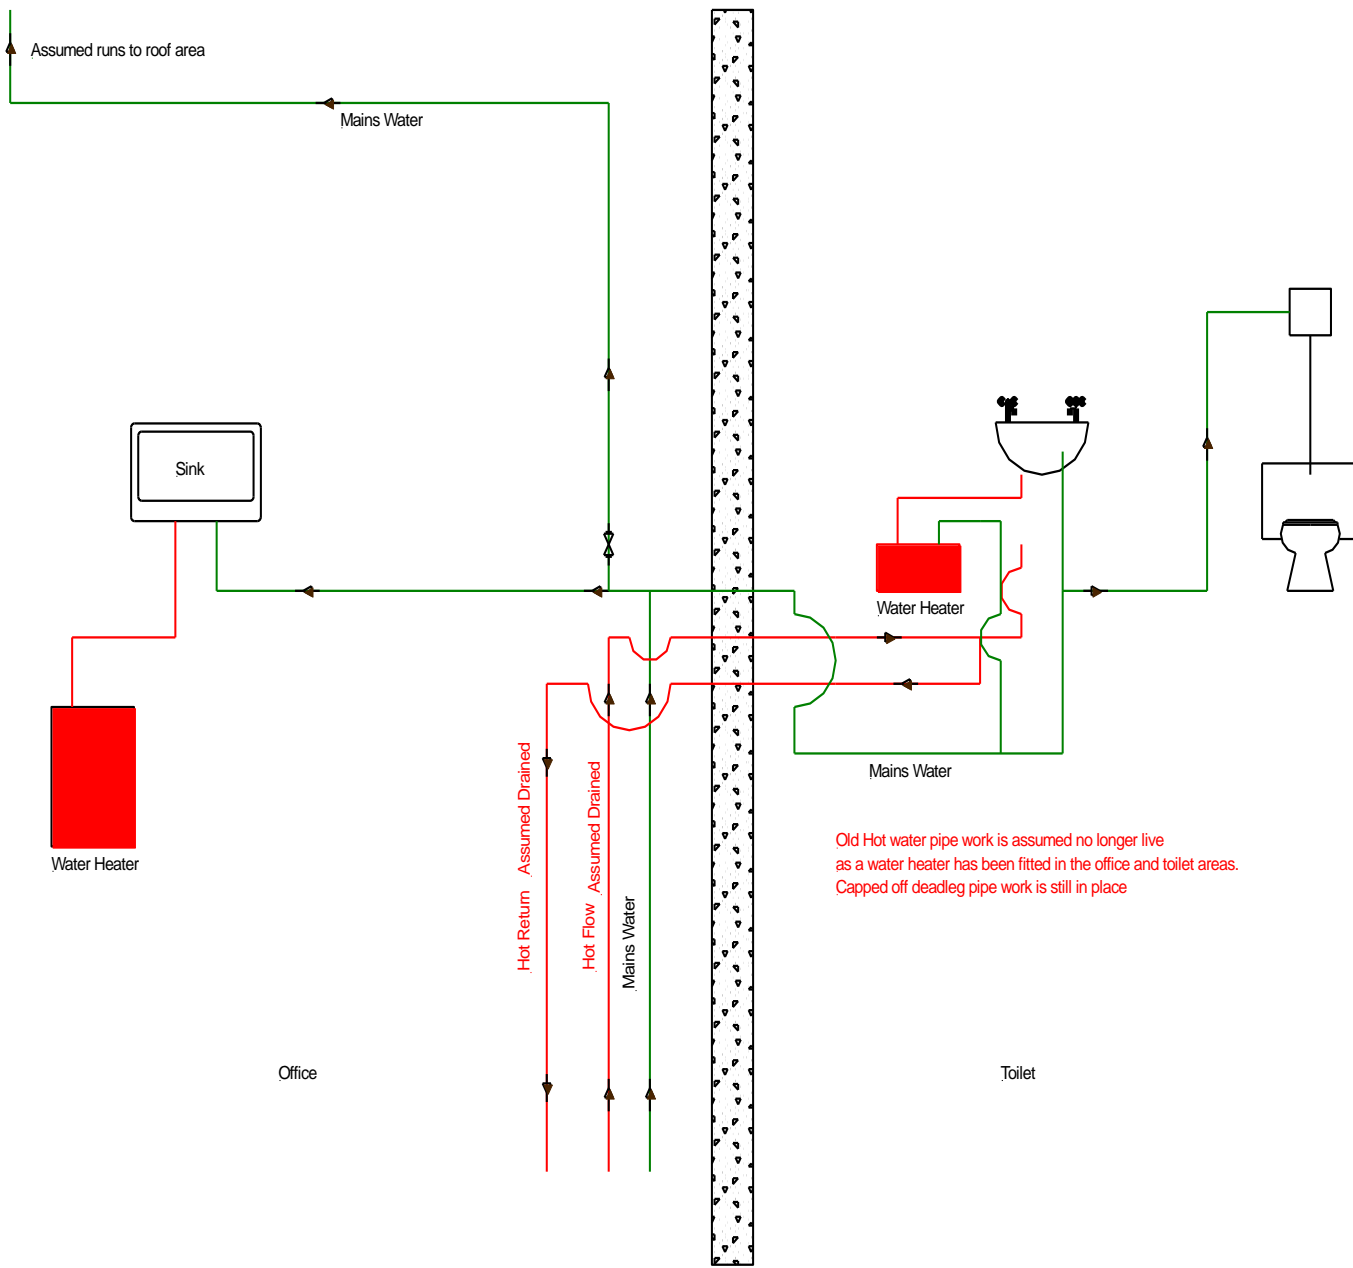 Assumed runs to roof area
Mains Water
Sink
Water Heater
Water Heater
Mains Water
Hot Return Assumed Drained
Hot Flow Assumed Drained
Mains Water
Old Hot water pipe work is assumed no longer live
as a water heater has been fitted in the office and toilet areas.
Capped off deadleg pipe work is still in place
Office
Toilet